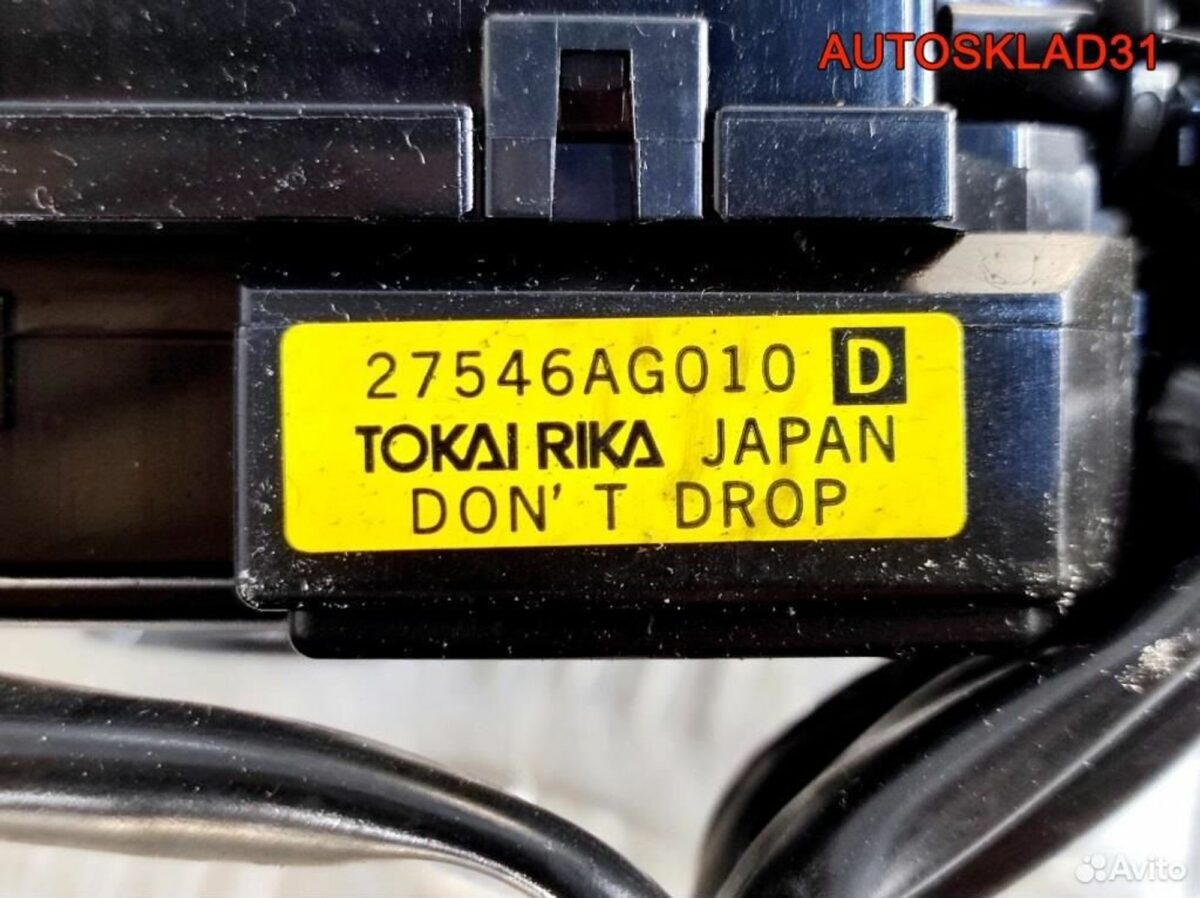 AUTOSKLAD31
27546AG010 D
TOKAI RIKA JAPAN
DON'T DROP
Avito